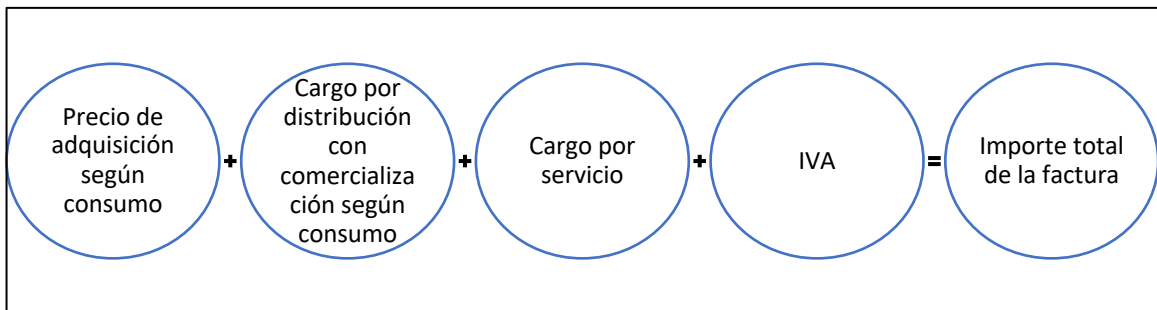 Precio de
adquisición
según
consumo
+
Cargo por
distribución
con
comercializa
ción según
consumo
+
Cargo por
servicio
+
IVA
=
Importe total
de la factura